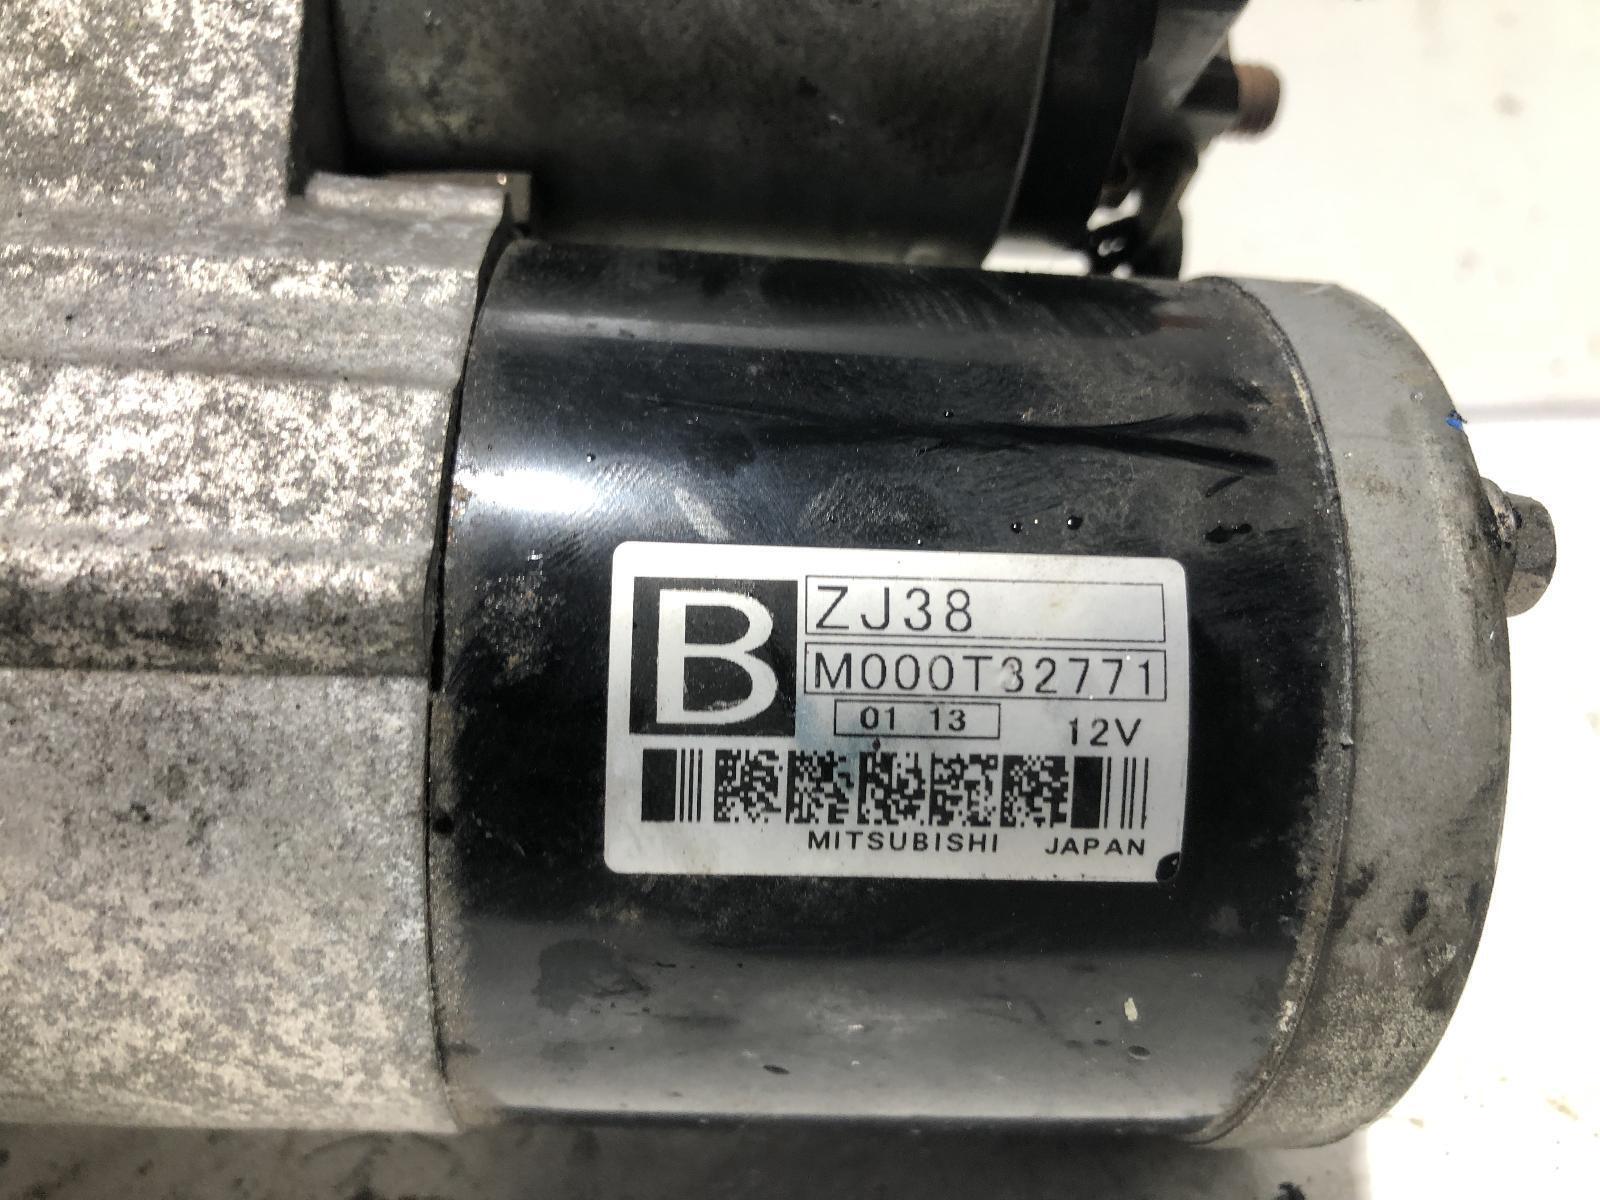 B
ZJ38
M000T32771
01 13
12V
MITSUBISHI JAPAN